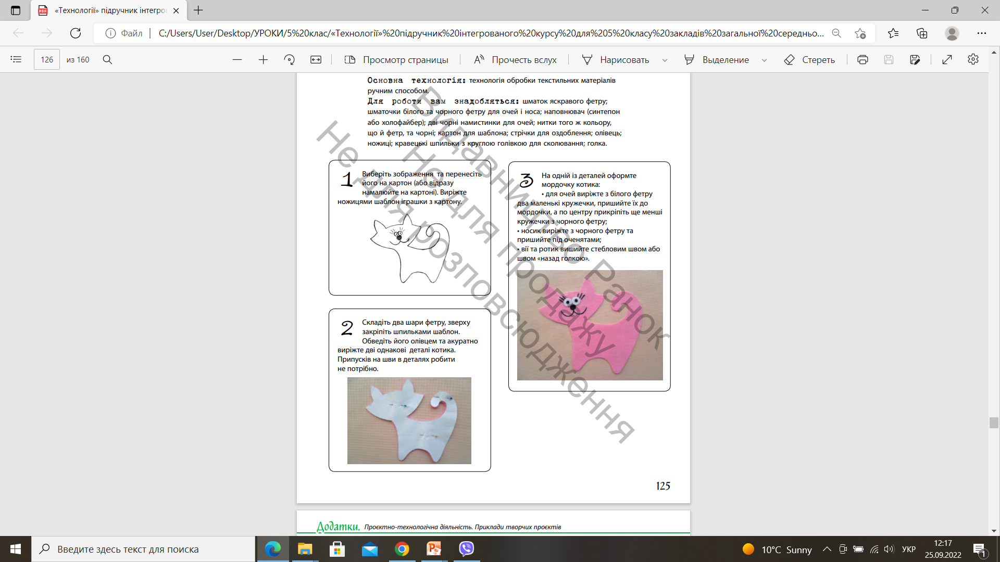 «Технології» підручник інтегро
Файл
C:/Users/User/Desktop/УРОКИ/5%20клас/«Технології»%20підручник%20інтегрованого%20курсу%20для%205%20класу%20закладів%20загальної%20середньо...
126 из 160
Просмотр страницы
Прочесть вслух
Нарисовать
Выделение
Стереть
Основна технологія: технологія обробки текстильних матеріалів
ручним способом.
Для роботи вам знадобляться: шматок яскравого фетру;
шматочки білого та чорного фетру для очей і носа; наповнювач (синтепон
або холофайбер); дві чорні намистинки для очей; нитки того ж кольору,
що й фетр, та чорні; картон для шаблона; стрічки для оздоблення; олівець;
ножиці; кравецькі шпильки з круглою голівкою для сколювання; голка.
1 Виберіть зображення та перенесіть
його на картон (або відразу
намалюйте на картоні). Виріжте
ножицями шаблон іграшки з картону.
2 Складіть два шари фетру, зверху
закріпіть шпильками шаблон.
Обведіть його олівцем та акуратно
виріжте дві однакові деталі котика.
Припусків на шви в деталях робити
не потрібно.
3 На одній із деталей оформте
мордочку котика:
• для очей виріжте з білого фетру
два маленькі кружечки, пришийте їх до
мордочки, а по центру прикріпіть ще менші
кружечки з чорного фетру;
• носик виріжте з чорного фетру та
пришийте під оченятами;
• вії та ротик вишийте стебловим швом або
швом «назад голкою».
Видавництво Ранок
Не для продажу
Не для розповсюдження
125
Додатки. Проєктно-технологічна діяльність. Приклади творчих проєктів
Введите здесь текст для поиска
10°C Sunny
УКР
12:17
25.09.2022
1